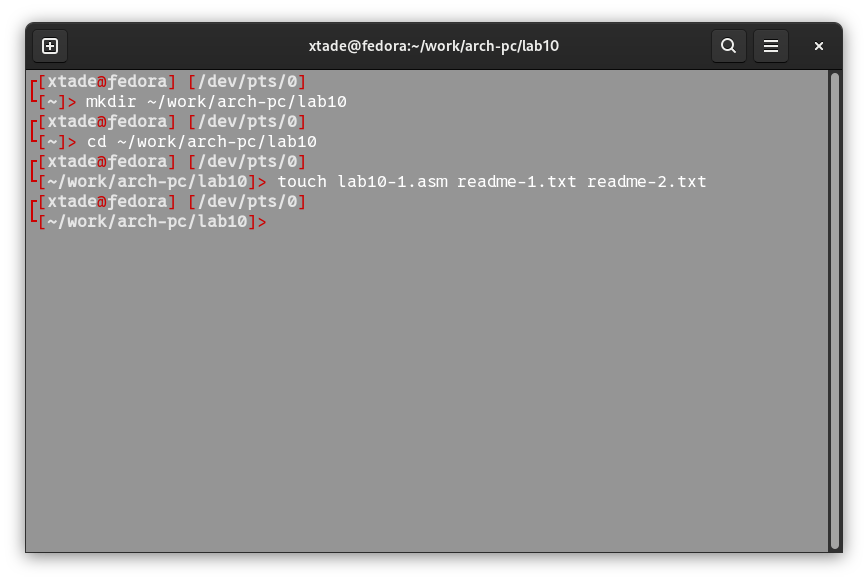 xtade@fedora:~/work/arch-pc/lab10
[xtade@fedora] [/dev/pts/0]
[~]> mkdir ~/work/arch-pc/lab10
[xtade@fedora] [/dev/pts/0]
[~]> cd ~/work/arch-pc/lab10
[xtade@fedora] [/dev/pts/0]
[~/work/arch-pc/lab10]> touch lab10-1.asm readme-1.txt readme-2.txt
[xtade@fedora] [/dev/pts/0]
[~/work/arch-pc/lab10]>